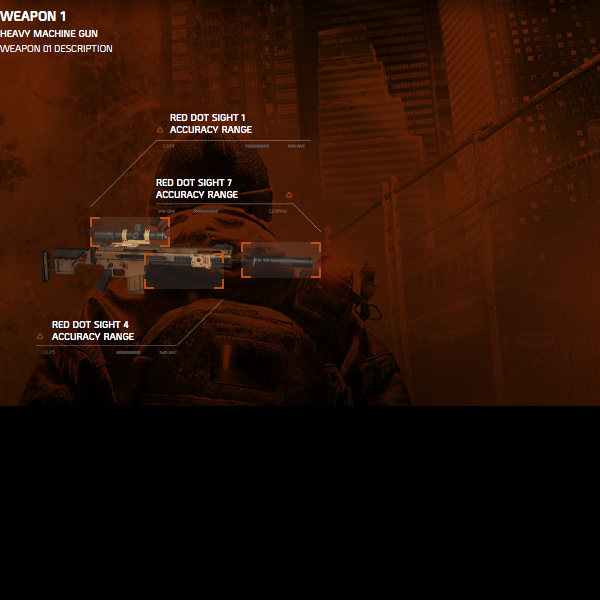 WEAPON 1
HEAVY MACHINE GUN
WEAPON 01 DESCRIPTION
RED DOT SIGHT 1
ACCURACY RANGE
RED DOT SIGHT 7
ACCURACY RANGE
RED DOT SIGHT 4
ACCURACY RANGE